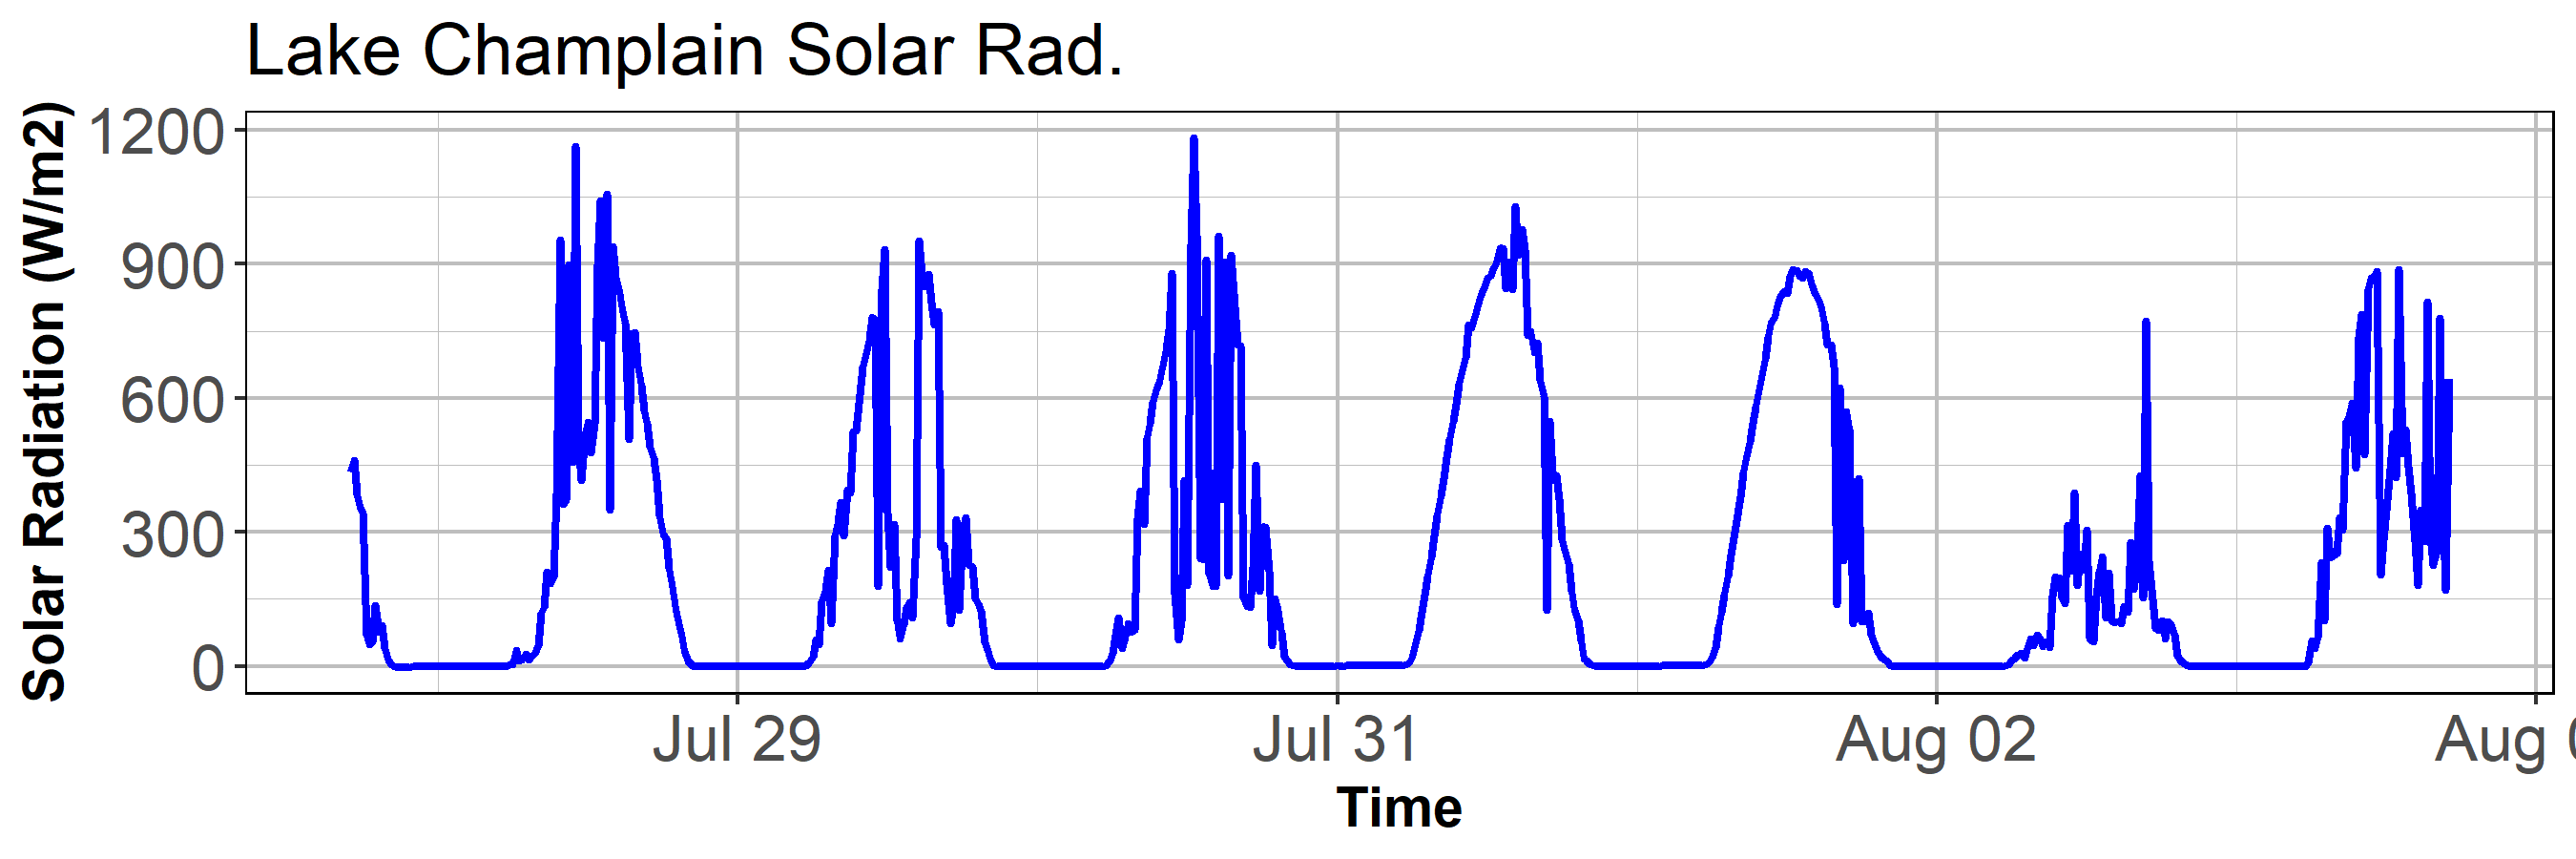 Lake Champlain Solar Rad.
Solar Radiation (W/m2)
1200
900
600
300
0
Jul 29 Jul 31 Aug 02 Aug
Time